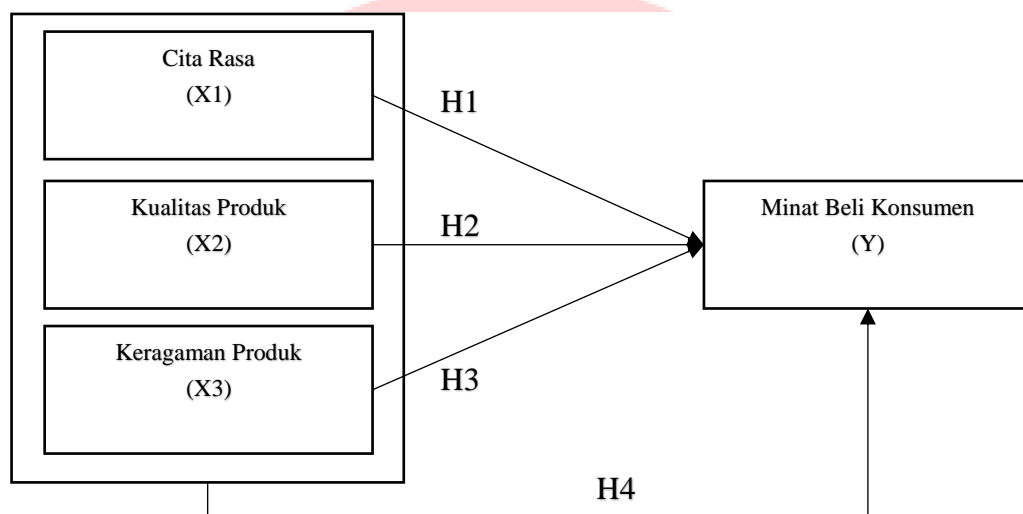 Cita Rasa
(X1)
H1
Kualitas Produk
(X2)
H2
Minat Beli Konsumen
(Y)
Keragaman Produk
(X3)
H3
H4